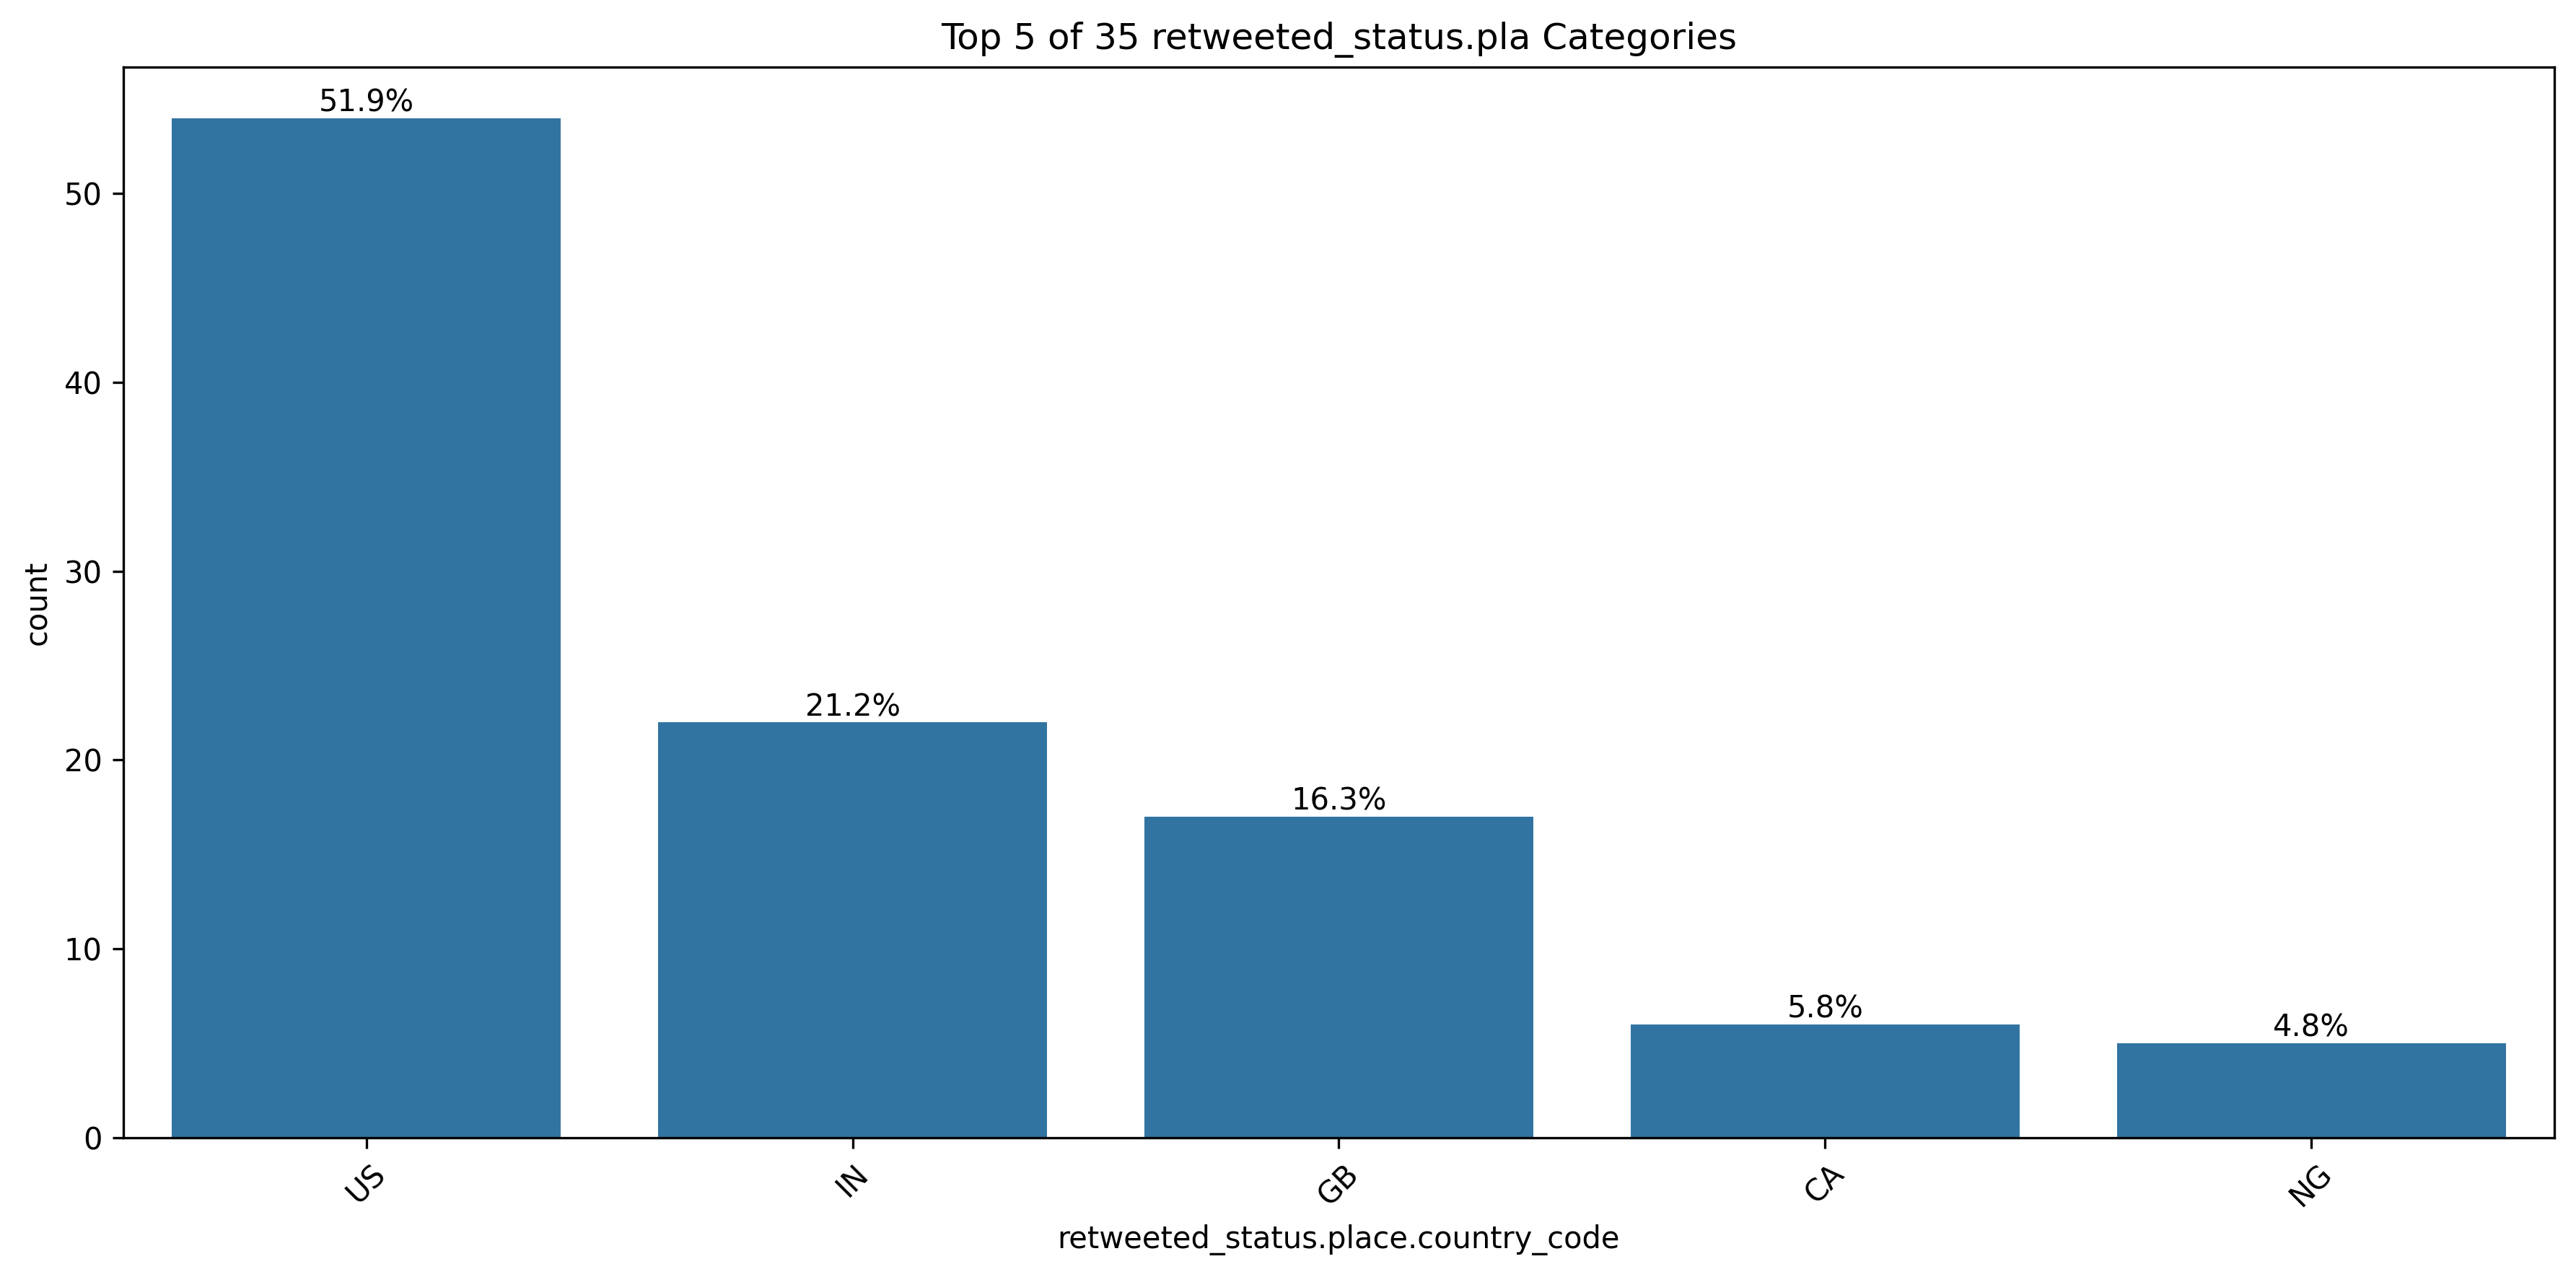 Top 5 of 35 retweeted_status.pla Categories
51.9%
21.2%
16.3%
5.8%
4.8%
count
50
40
30
20
10
0
US
IN
GB
CA
NG
retweeted_status.place.country_code